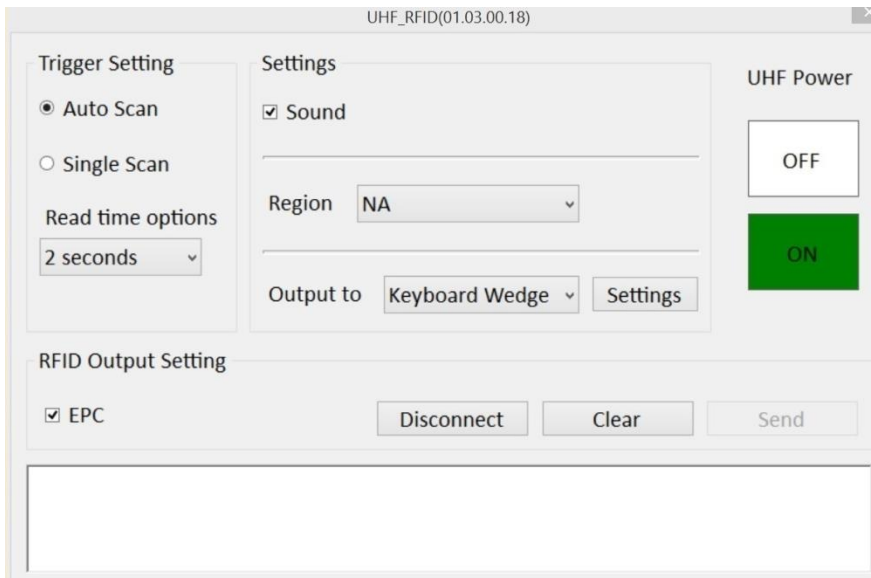 UHF_RFID(01.03.00.18)
Trigger Setting
Auto Scan
Single Scan
Read time options
2 seconds
Settings
Sound
Region NA
Output to Keyboard Wedge Settings
UHF Power
OFF
ON
RFID Output Setting
EPC Disconnect Clear Send